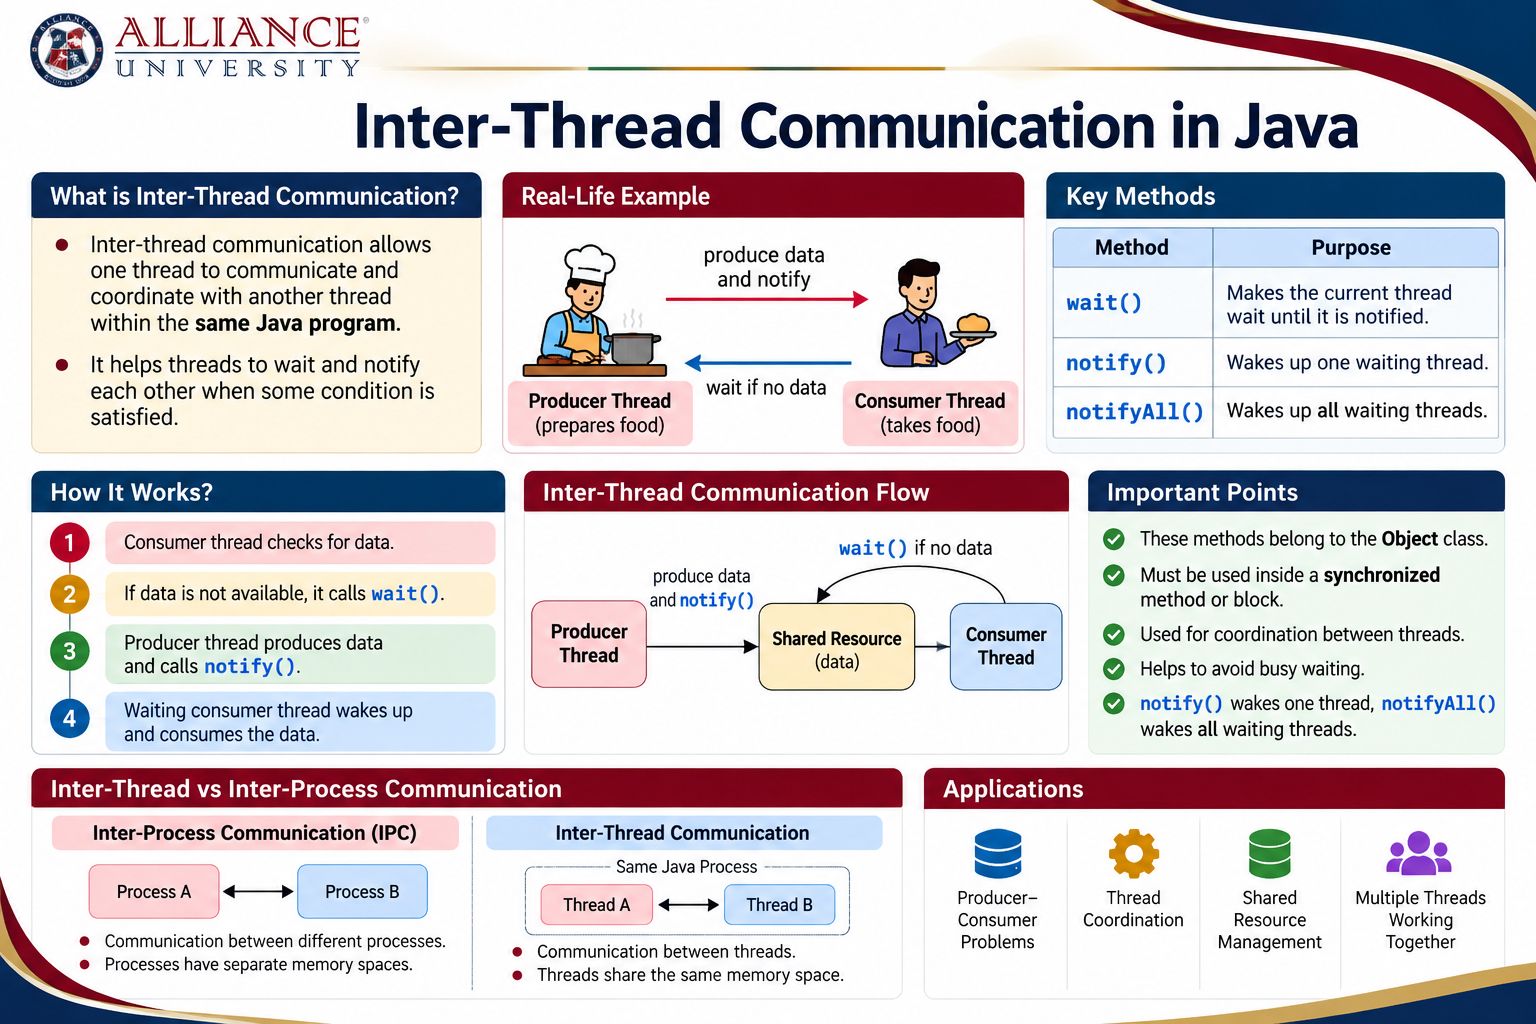 ALLIANCE
UNIVERSITY
Inter-Thread Communication in Java
What is Inter-Thread Communication?
● Inter-thread communication allows
one thread to communicate and
coordinate with another thread
within the same Java program.
● It helps threads to wait and notify
each other when some condition is
satisfied.
Real-Life Example
produce data
and notify
wait if no data
Producer Thread
(prepares food)
Consumer Thread
(takes food)
Key Methods
Method Purpose
wait() Makes the current thread
wait until it is notified.
notify() Wakes up one waiting thread.
notifyAll() Wakes up all waiting threads.
How It Works?
1 Consumer thread checks for data.
2 If data is not available, it calls wait().
3 Producer thread produces data
and calls notify().
4 Waiting consumer thread wakes up
and consumes the data.
Inter-Thread Communication Flow
wait() if no data
produce data
and notify()
Producer
Thread
Shared Resource
(data)
Consumer
Thread
Important Points
These methods belong to the Object class.
Must be used inside a synchronized
method or block.
Used for coordination between threads.
Helps to avoid busy waiting.
notify() wakes one thread, notifyAll()
wakes all waiting threads.
Inter-Thread vs Inter-Process Communication
Inter-Process Communication (IPC)
Process A
Process B
● Communication between different processes.
● Processes have separate memory spaces.
Inter-Thread Communication
Same Java Process
Thread A
Thread B
● Communication between threads.
● Threads share the same memory space.
Applications
Producer–
Consumer
Problems
Thread
Coordination
Shared
Resource
Management
Multiple Threads
Working
Together